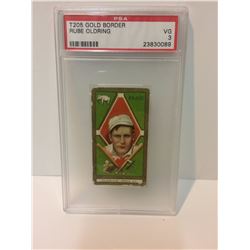 PSA
T205 GOLD BORDER VG
RUBE OLDRING 3
23830089